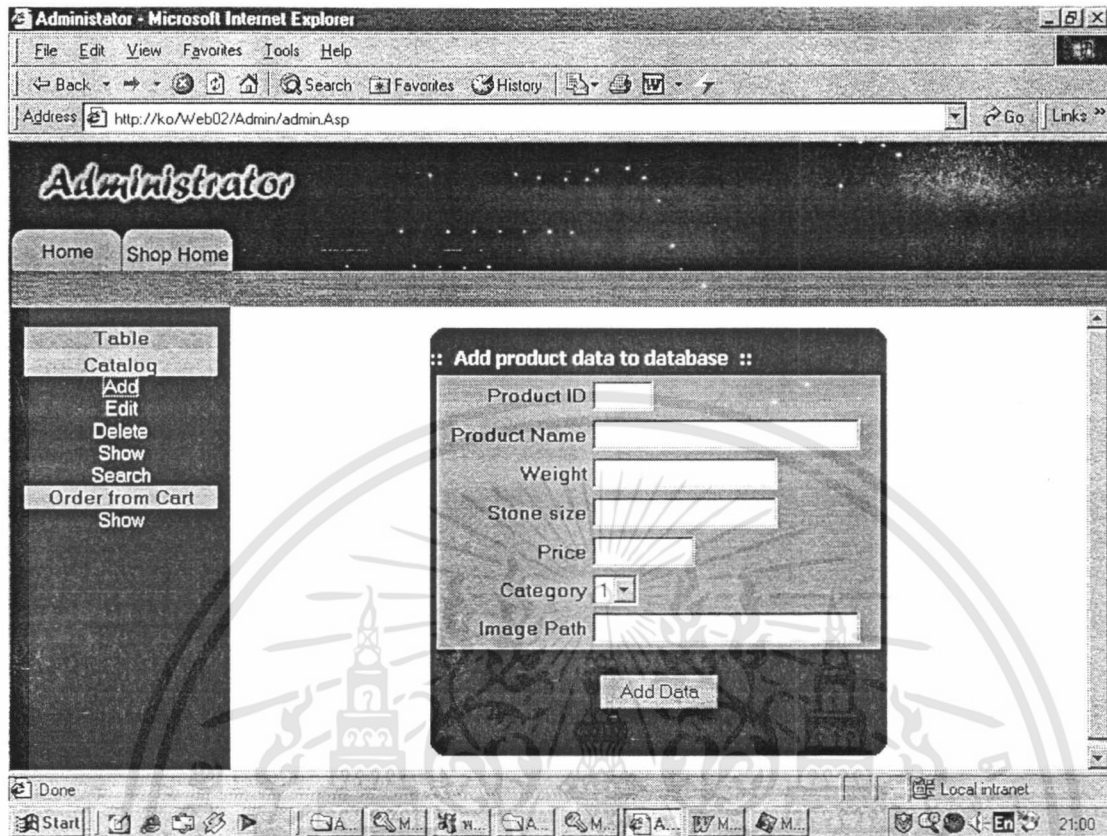 Administator - Microsoft Internet Explorer
File Edit View Favorites Tools Help
Back Search Favorites History
Address http://ko/Web02/Admin/admin.Asp Go Links »
Administrator
Home Shop Home
Table
Catalog
Add
Edit
Delete
Show
Search
Order from Cart
Show
:: Add product data to database ::
Product ID
Product Name
Weight
Stone size
Price
Category 1
Image Path
Add Data
Done Local intranet
Start A... M... W... A... M... A... M... M... En 21:00